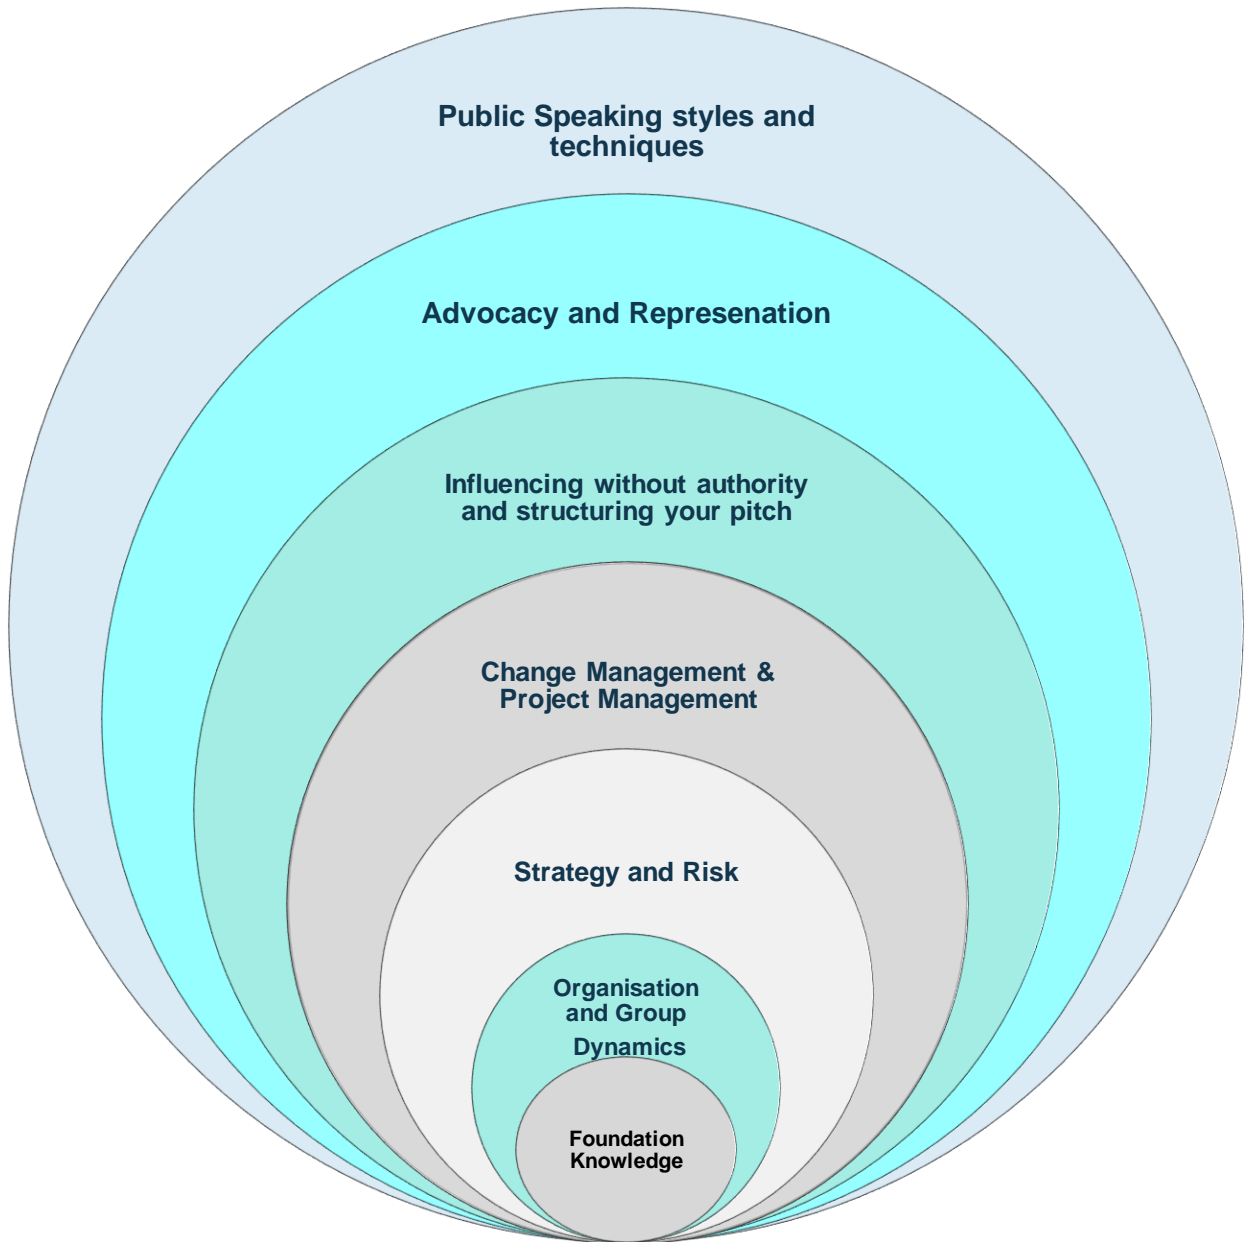 Public Speaking styles and
techniques
Advocacy and Represenation
Influencing without authority
and structuring your pitch
Change Management &
Project Management
Strategy and Risk
Organisation
and Group
Dynamics
Foundation
Knowledge